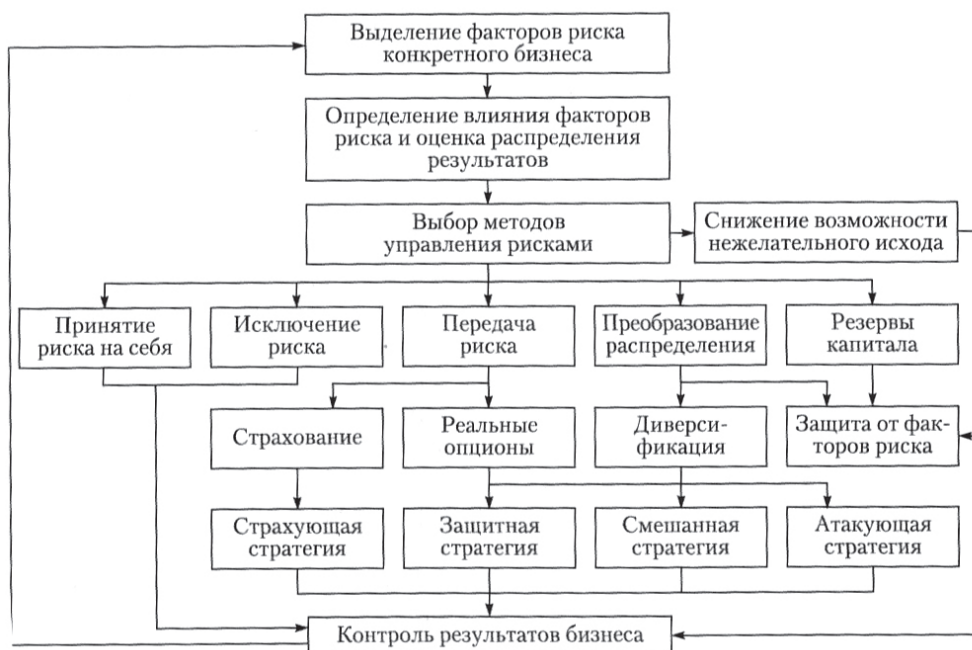 Выделение факторов риска
конкретного бизнеса
Определение влияния факторов
риска и оценка распределения
результатов
Выбор методов
управления рисками
Снижение возможности
нежелательного исхода
Принятие
риска на себя
Исключение
риска
Передача
риска
Преобразование
распределения
Резервы
капитала
Страхование
Реальные
опционы
Диверси-
фикация
Защита от фак-
торов риска
Страхующая
стратегия
Защитная
стратегия
Смешанная
стратегия
Атакующая
стратегия
Контроль результатов бизнеса